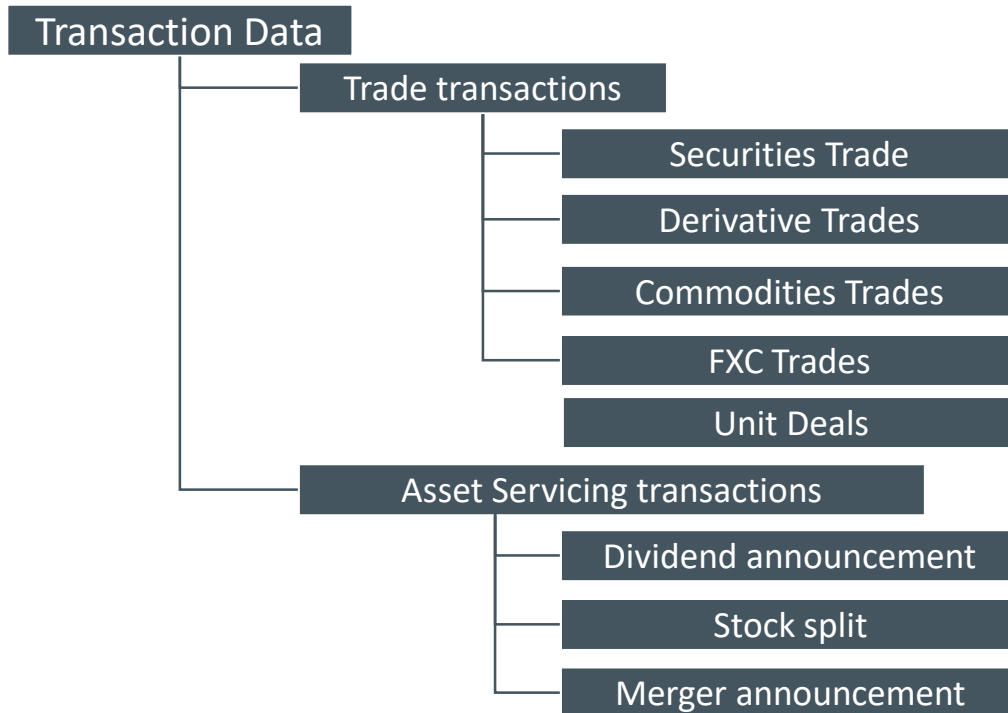 Transaction Data
Trade transactions
Securities Trade
Derivative Trades
Commodities Trades
FXC Trades
Unit Deals
Asset Servicing transactions
Dividend announcement
Stock split
Merger announcement